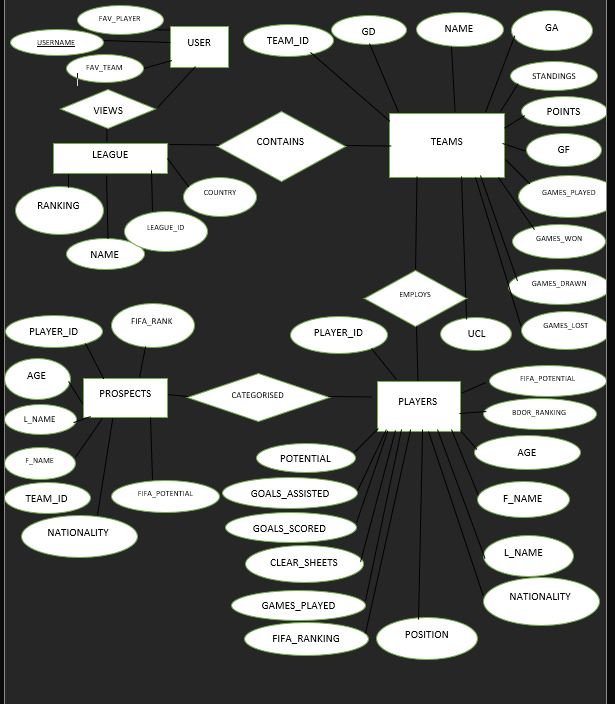 FAV_PLAYER
USERNAME
USER
FAV_TEAM
VIEWS
LEAGUE
RANKING
NAME
LEAGUE_ID
COUNTRY
CONTAINS
TEAM_ID
GD
NAME
GA
STANDINGS
POINTS
TEAMS
GF
GAMES_PLAYED
GAMES_WON
GAMES_DRAWN
GAMES_LOST
EMPLOYS
UCL
PLAYER_ID
FIFA_RANK
PLAYER_ID
AGE
PROSPECTS
L_NAME
F_NAME
TEAM_ID
FIFA_POTENTIAL
NATIONALITY
CATEGORISED
PLAYERS
FIFA_POTENTIAL
BDOR_RANKING
AGE
F_NAME
L_NAME
NATIONALITY
POTENTIAL
GOALS_ASSISTED
GOALS_SCORED
CLEAR_SHEETS
GAMES_PLAYED
FIFA_RANKING
POSITION